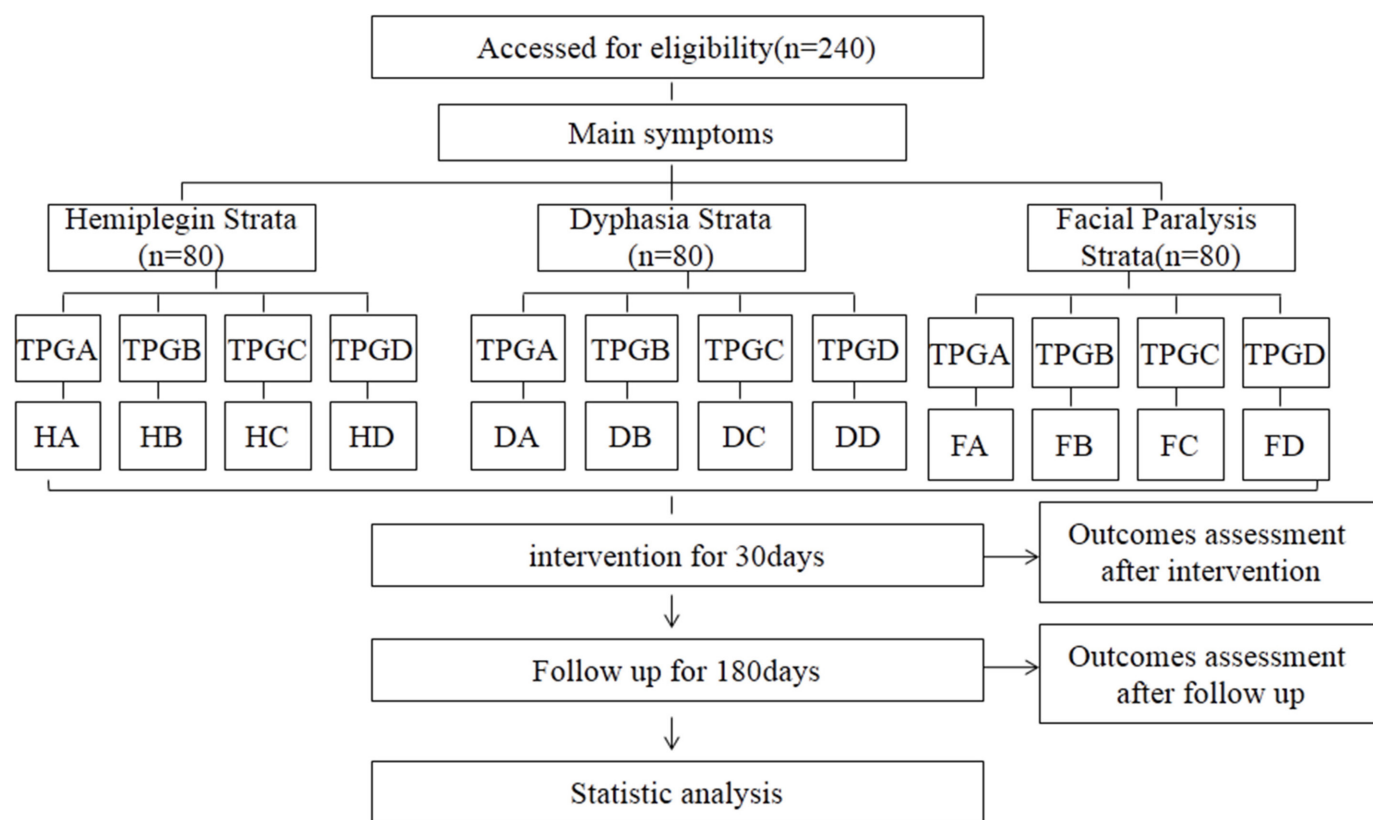 Accessed for eligibility(n=240)
Main symptoms
Hemiplegin Strata
(n=80)
Dyphasia Strata
(n=80)
Facial Paralysis
Strata(n=80)
TPGA
TPGB
TPGC
TPGD
TPGA
TPGB
TPGC
TPGD
TPGA
TPGB
TPGC
TPGD
HA
HB
HC
HD
DA
DB
DC
DD
FA
FB
FC
FD
intervention for 30days
Outcomes assessment
after intervention
Follow up for 180days
Outcomes assessment
after follow up
Statistic analysis